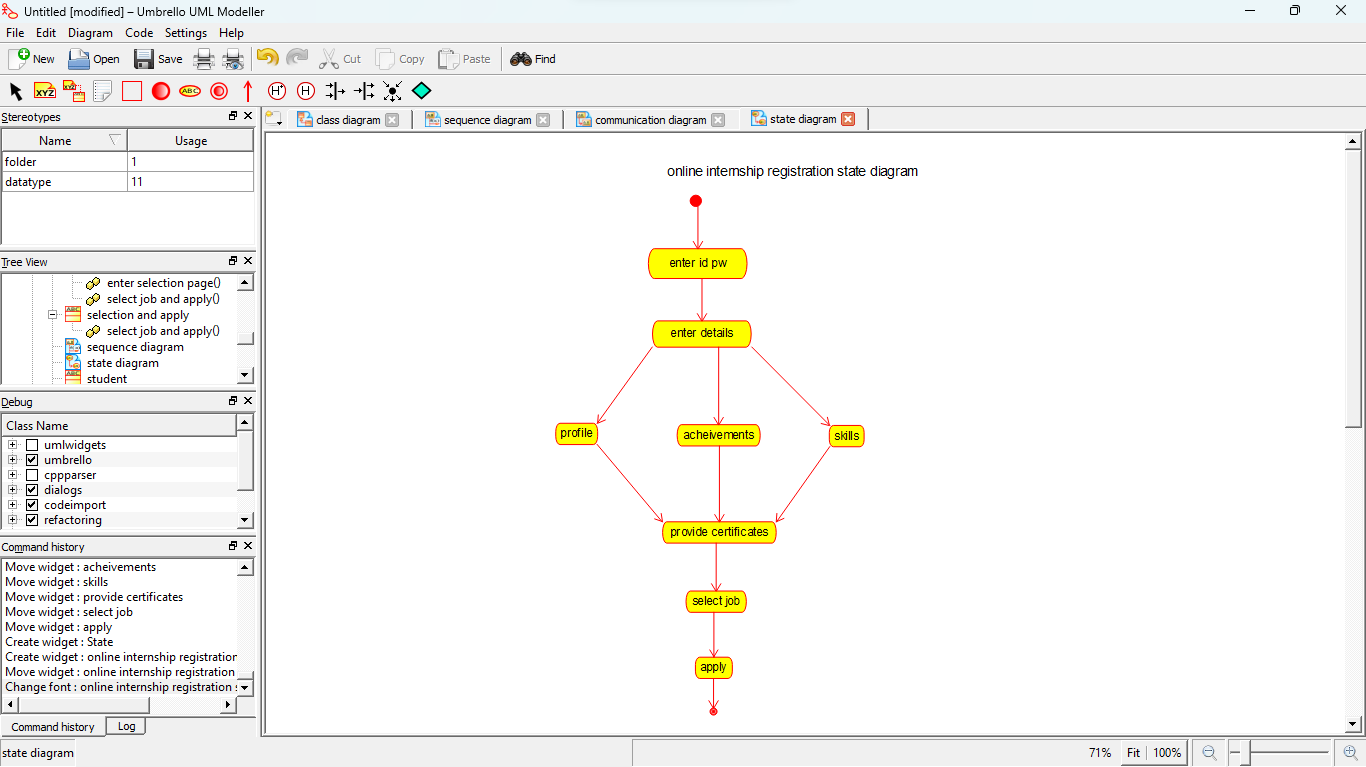 Untitled [modified] – Umbrello UML Modeller
File Edit Diagram Code Settings Help
New Open Save Cut Copy Paste Find
XYZ XYZ ABC H* H
Stereotypes
class diagram sequence diagram communication diagram state diagram
Name Usage
folder 1
datatype 11
Tree View
enter selection page()
select job and apply()
selection and apply
select job and apply()
sequence diagram
state diagram
student
Debug
Class Name
umlwidgets
umbrello
cppparser
dialogs
codeimport
refactoring
Command history
Move widget : acheivements
Move widget : skills
Move widget : provide certificates
Move widget : select job
Move widget : apply
Create widget : State
Create widget : online internship registration
Move widget : online internship registration
Change font : online internship registration :
Command history Log
online internship registration state diagram
enter id pw
enter details
profile acheivements skills
provide certificates
select job
apply
state diagram 71% Fit 100%